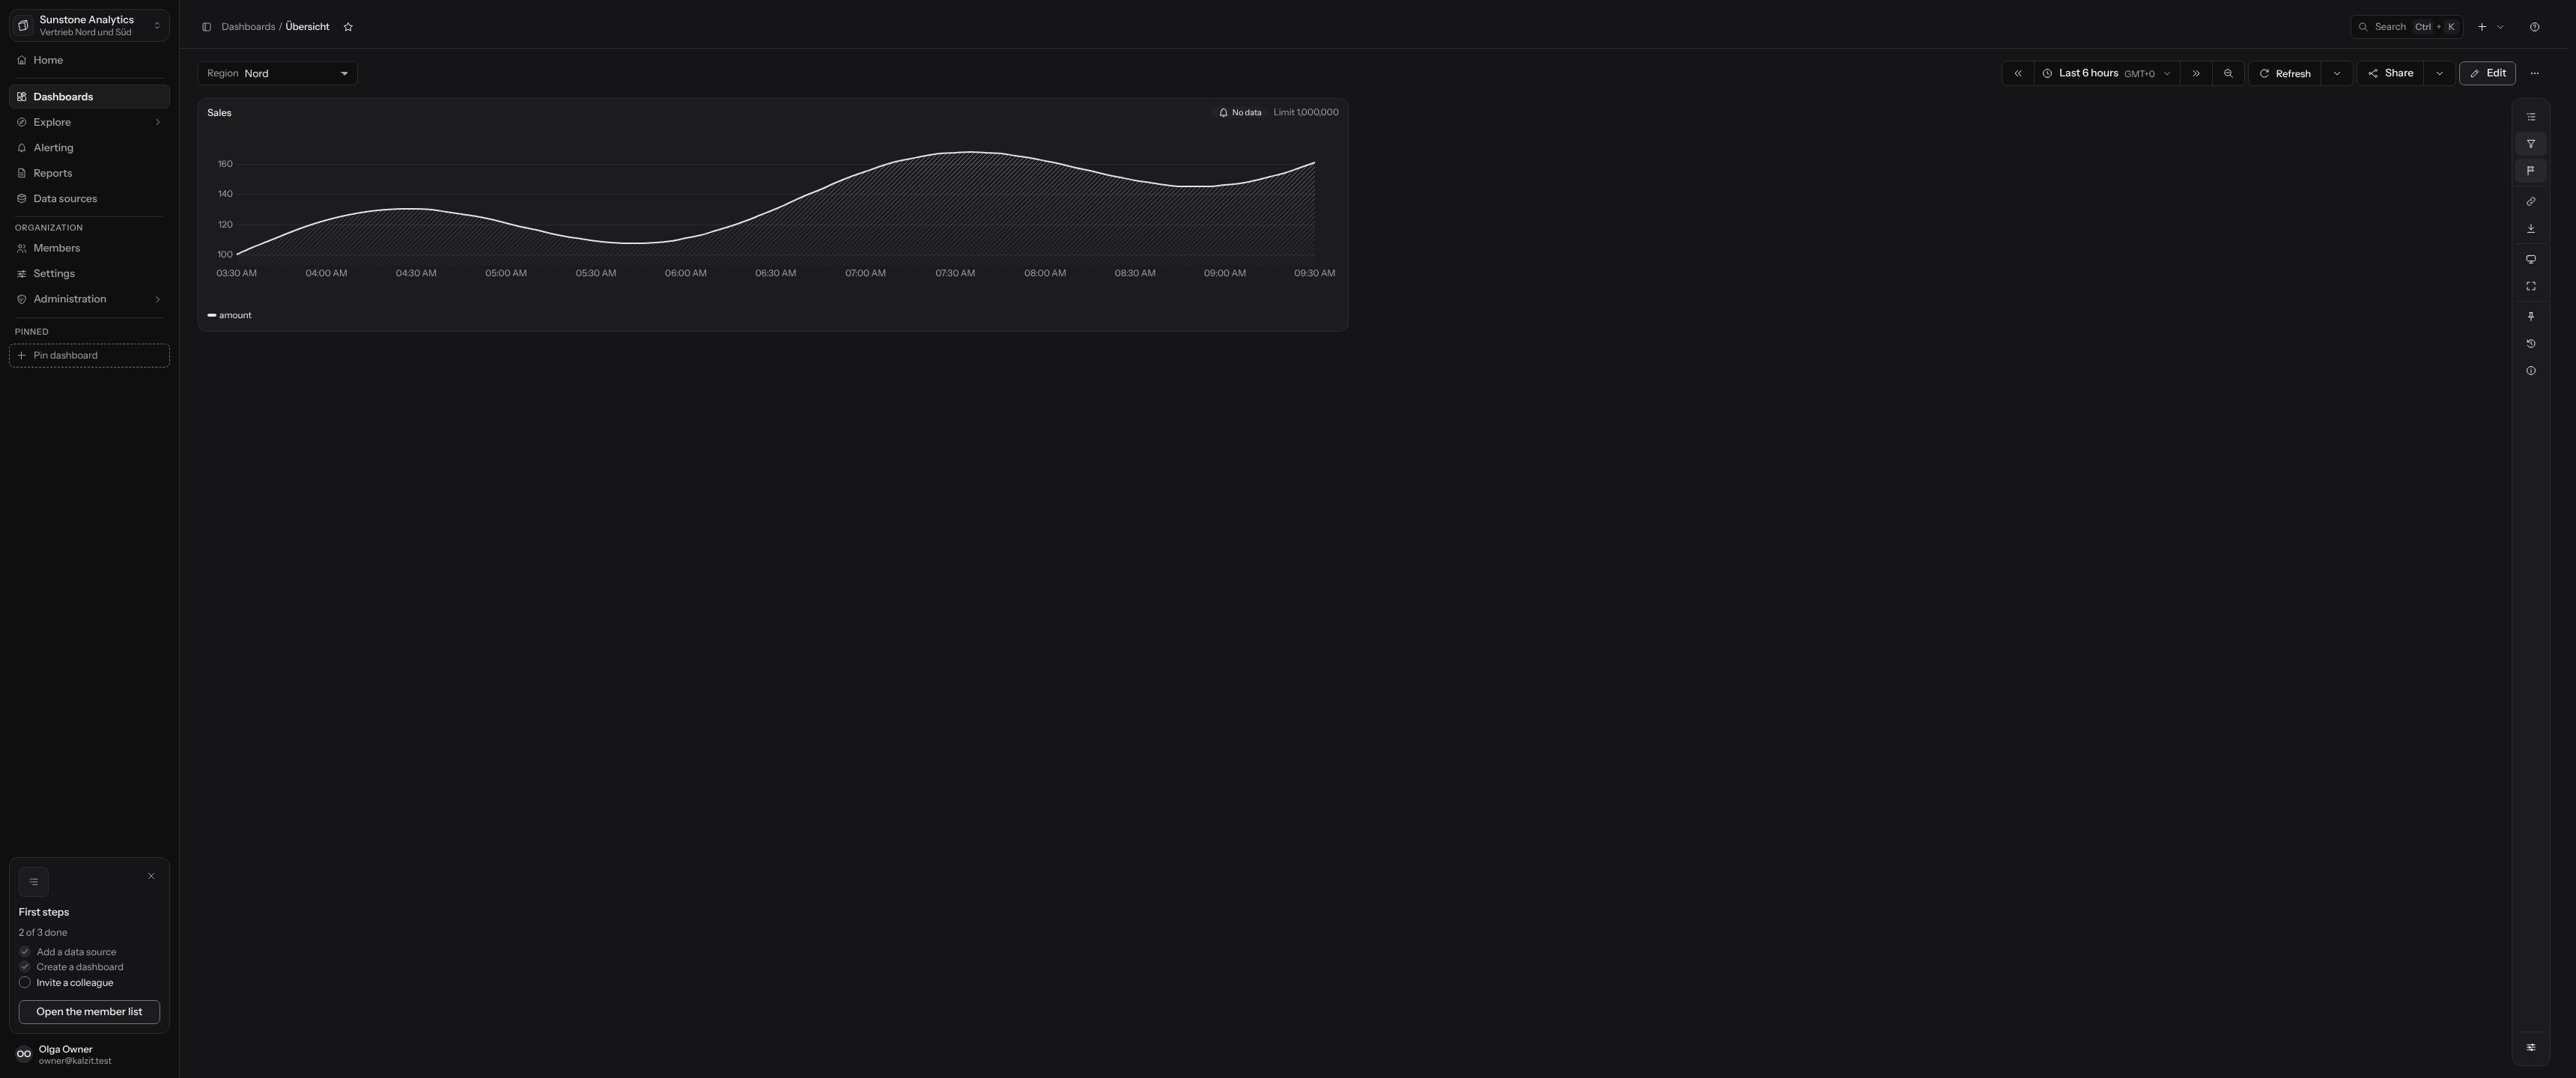 Sunstone Analytics
Vertrieb Nord und Süd
Home
Dashboards
Explore
Alerting
Reports
Data sources
ORGANIZATION
Members
Settings
Administration
PINNED
Pin dashboard
First steps
2 of 3 done
Add a data source
Create a dashboard
Invite a colleague
Open the member list
OO
Olga Owner
owner@kalzit.test
Dashboards / Übersicht
Search Ctrl + K
Region Nord
Last 6 hours GMT+0
Refresh
Share
Edit
Sales
No data
Limit 1,000,000
160
140
120
100
03:30 AM 04:00 AM 04:30 AM 05:00 AM 05:30 AM 06:00 AM 06:30 AM 07:00 AM 07:30 AM 08:00 AM 08:30 AM 09:00 AM 09:30 AM
amount